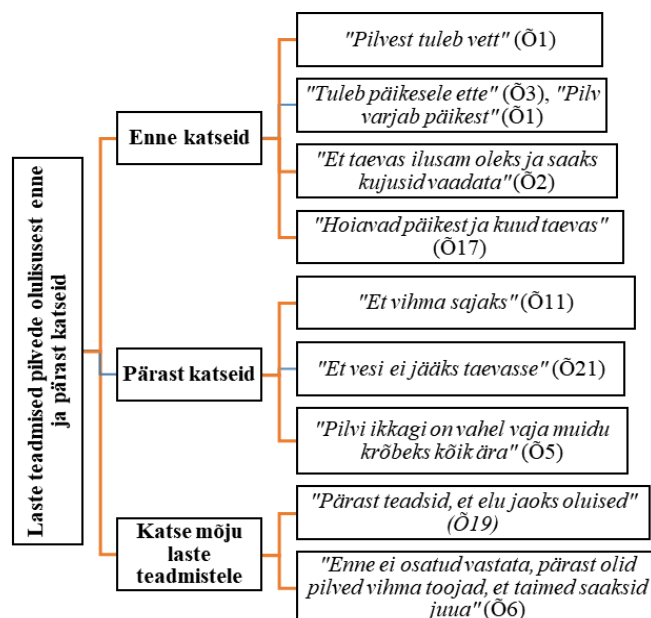 Laste teadmised pilvede olulisusest enne
ja pärast katseid
Enne katseid
"Pilvest tuleb vett" (Õ1)
"Tuleb päikesele ette" (Õ3), "Pilv
varjab päikest" (Õ1)
"Et taevas ilusam oleks ja saaks
kujusid vaadata" (Õ2)
"Hoiavad päikest ja kuud taevas"
(Õ17)
Pärast katseid
"Et vihma sajaks" (Õ11)
"Et vesi ei jääks taevasse" (Õ21)
"Pilvi ikkagi on vahel vaja muidu
krõbeks kõik ära" (Õ5)
Katse mõju
laste
teadmistele
"Pärast teadsid, et elu jaoks oluised"
(Õ19)
"Enne ei osatud vastata, pärast olid
pilved vihma toojad, et taimed saaksid
juua" (Õ6)